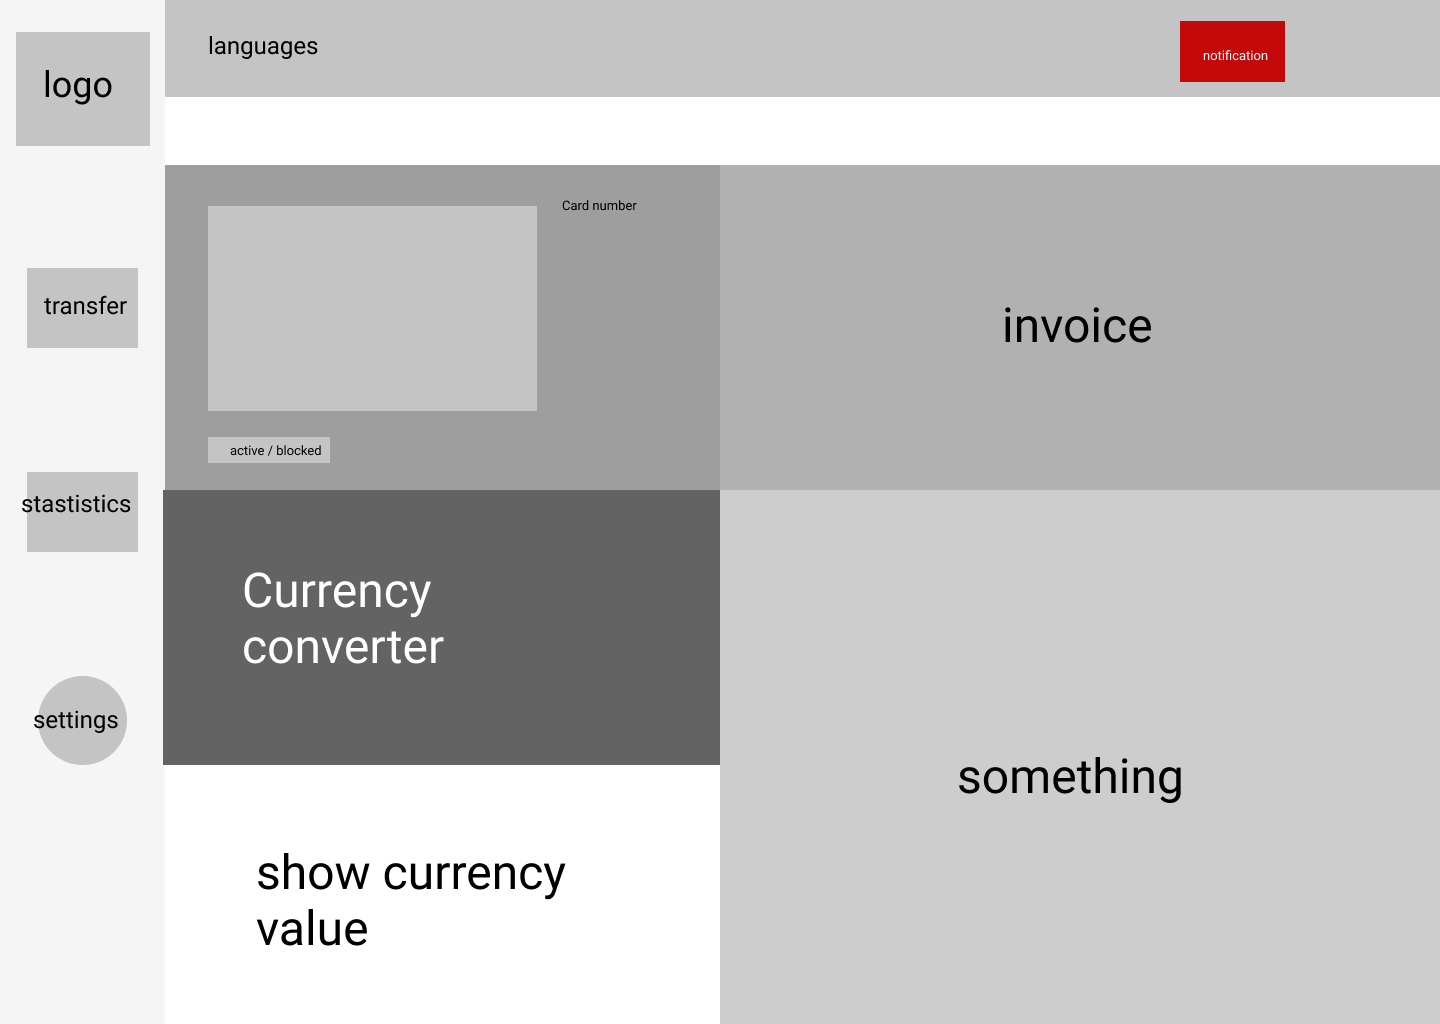 logo
languages
notification
transfer
stastistics
settings
Card number
active / blocked
invoice
Currency
converter
something
show currency
value